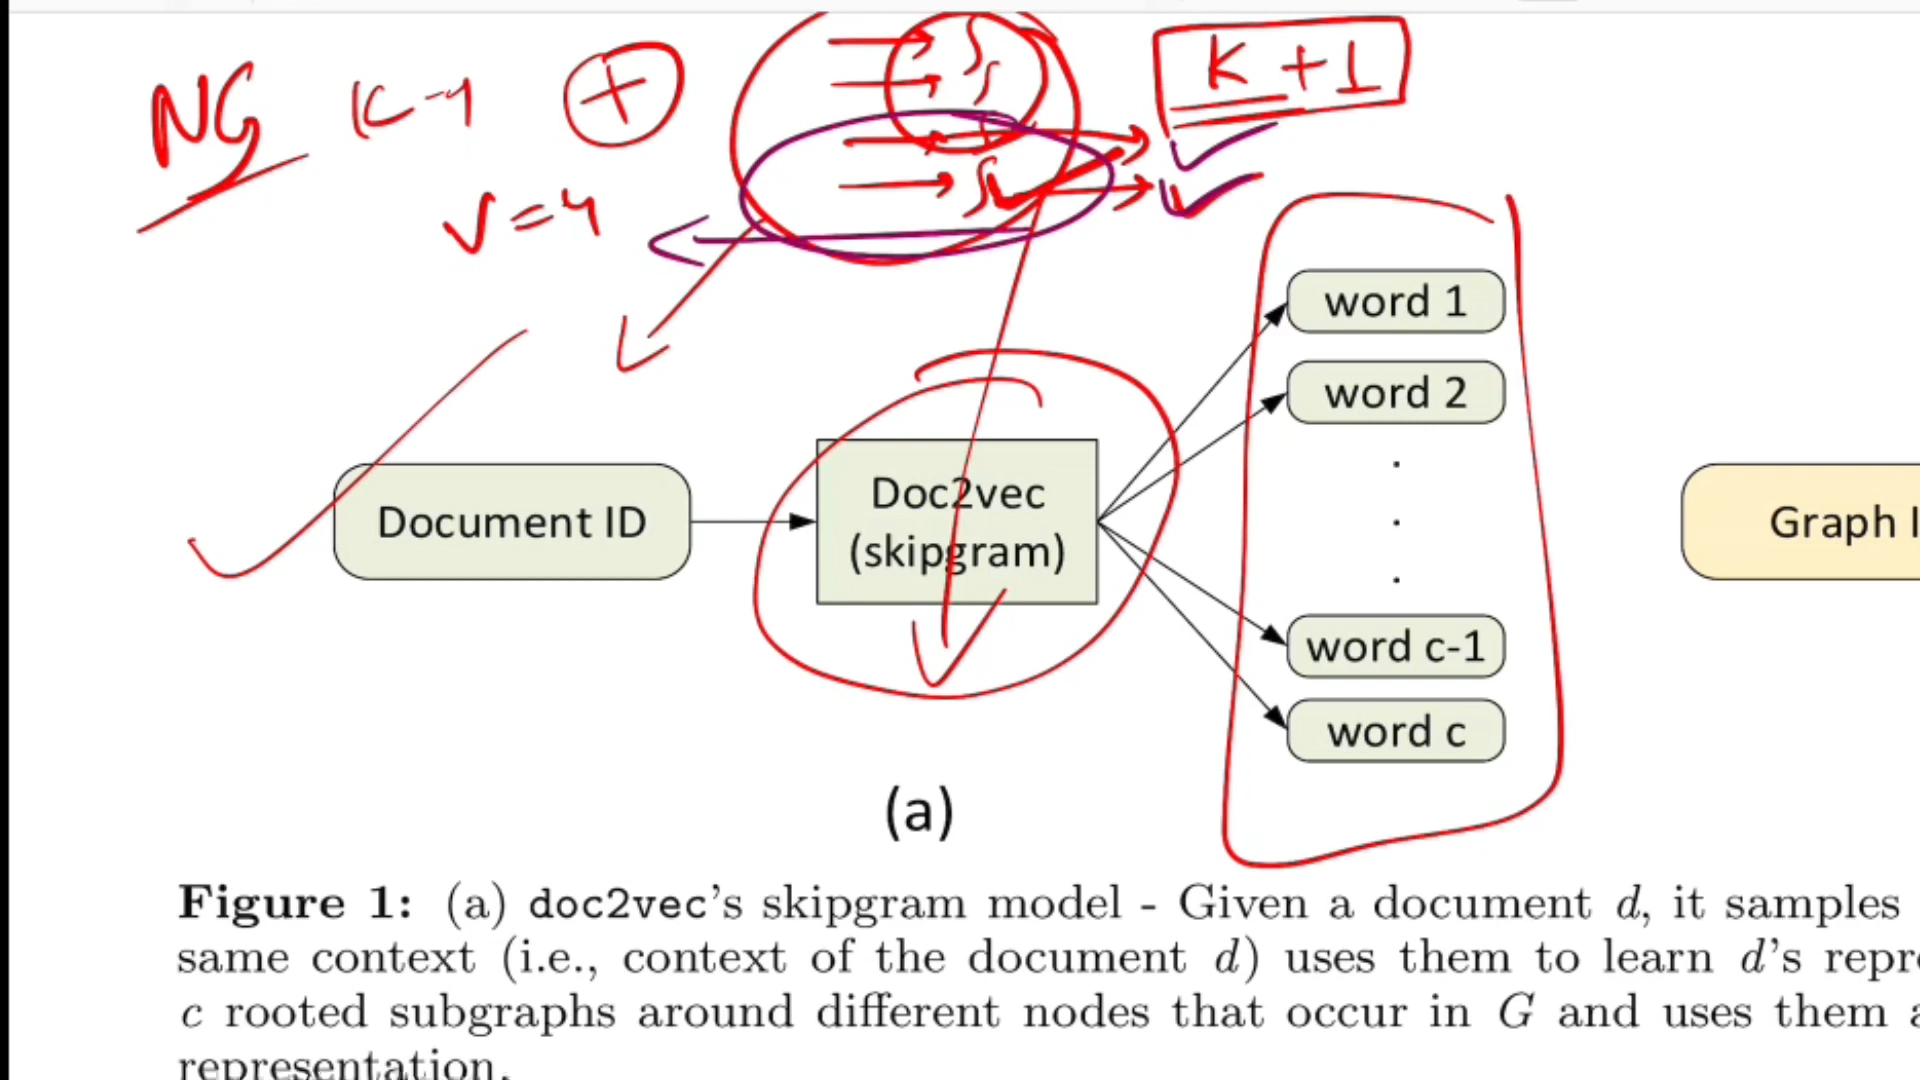 NG K-1 + K+1
V=4
word 1
word 2
Document ID
Doc2vec
(skipgram)
Graph I
word c-1
word c
(a)
Figure 1: (a) doc2vec's skipgram model - Given a document d, it samples
same context (i.e., context of the document d) uses them to learn d's repr
c rooted subgraphs around different nodes that occur in G and uses them a
representation.